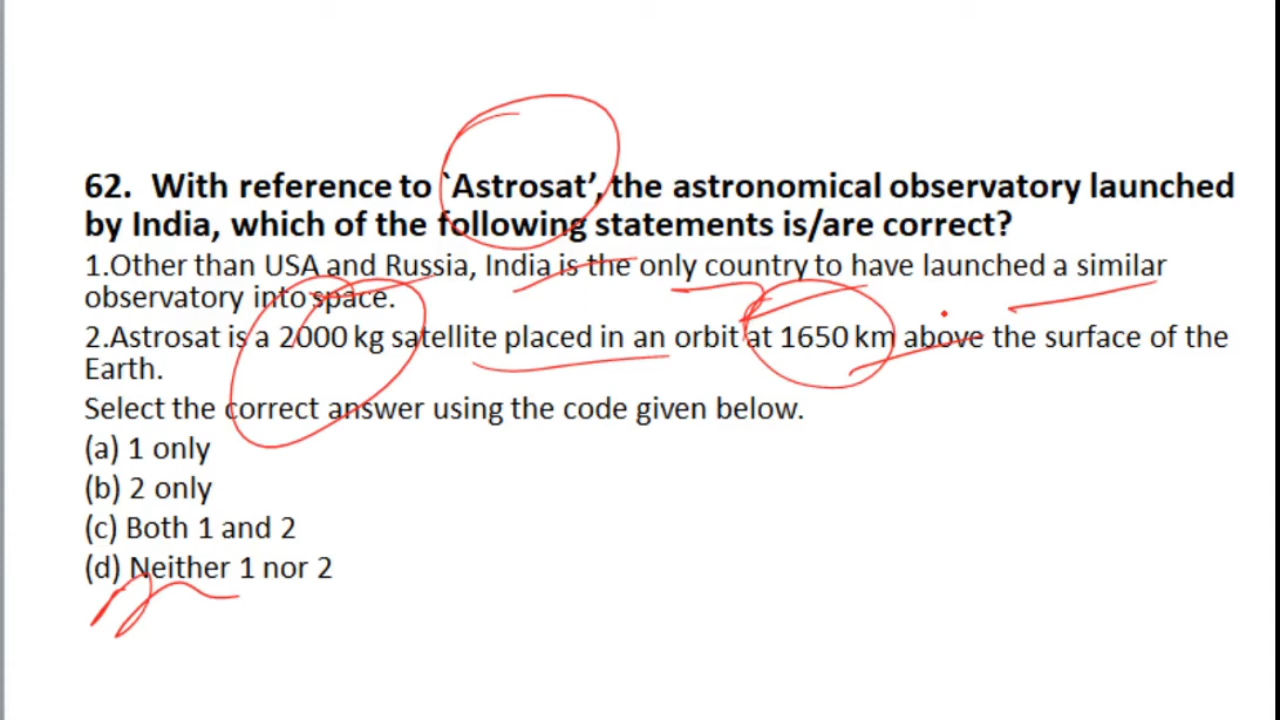 62. With reference to `Astrosat’, the astronomical observatory launched
by India, which of the following statements is/are correct?
1.Other than USA and Russia, India is the only country to have launched a similar
observatory into space.
2.Astrosat is a 2000 kg satellite placed in an orbit at 1650 km above the surface of the
Earth.
Select the correct answer using the code given below.
(a) 1 only
(b) 2 only
(c) Both 1 and 2
(d) Neither 1 nor 2